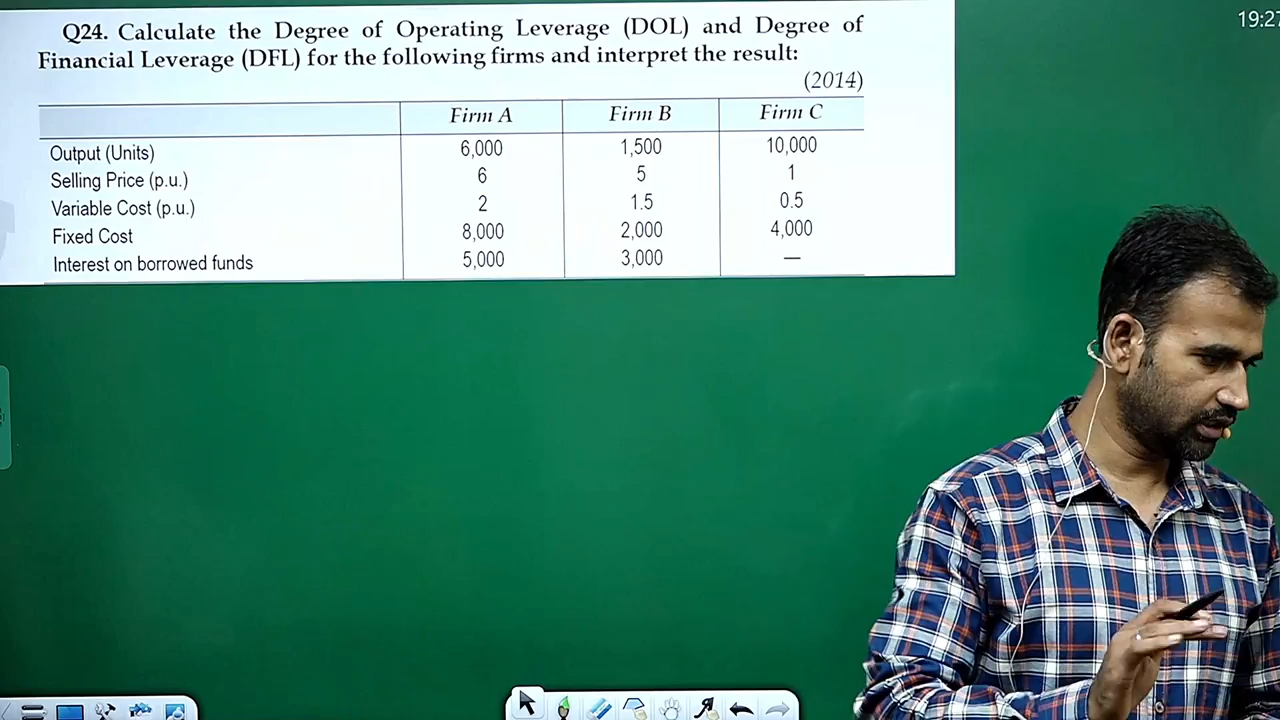 19:27
Q24. Calculate the Degree of Operating Leverage (DOL) and Degree of
Financial Leverage (DFL) for the following firms and interpret the result:
(2014)
Firm A Firm B Firm C
Output (Units) 6,000 1,500 10,000
Selling Price (p.u.) 6 5 1
Variable Cost (p.u.) 2 1.5 0.5
Fixed Cost 8,000 2,000 4,000
Interest on borrowed funds 5,000 3,000 —